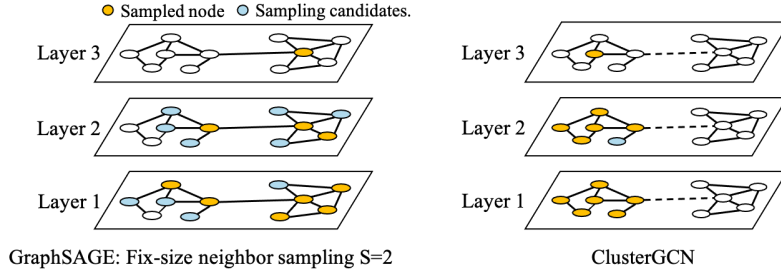 Sampled node Sampling candidates.
Layer 3 Layer 3
Layer 2 Layer 2
Layer 1 Layer 1
GraphSAGE: Fix-size neighbor sampling S=2 ClusterGCN